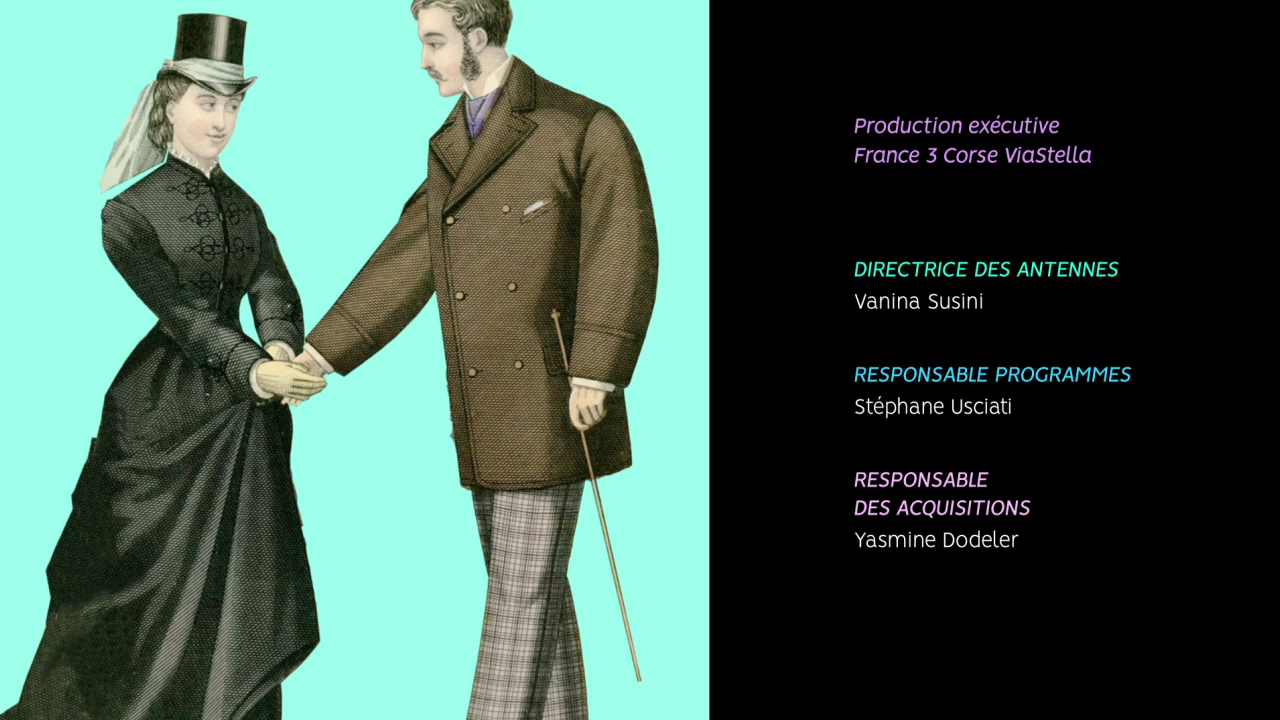 Production exécutive
France 3 Corse ViaStella
DIRECTRICE DES ANTENNES
Vanina Susini
RESPONSABLE PROGRAMMES
Stéphane Usciati
RESPONSABLE
DES ACQUISITIONS
Yasmine Dodeler